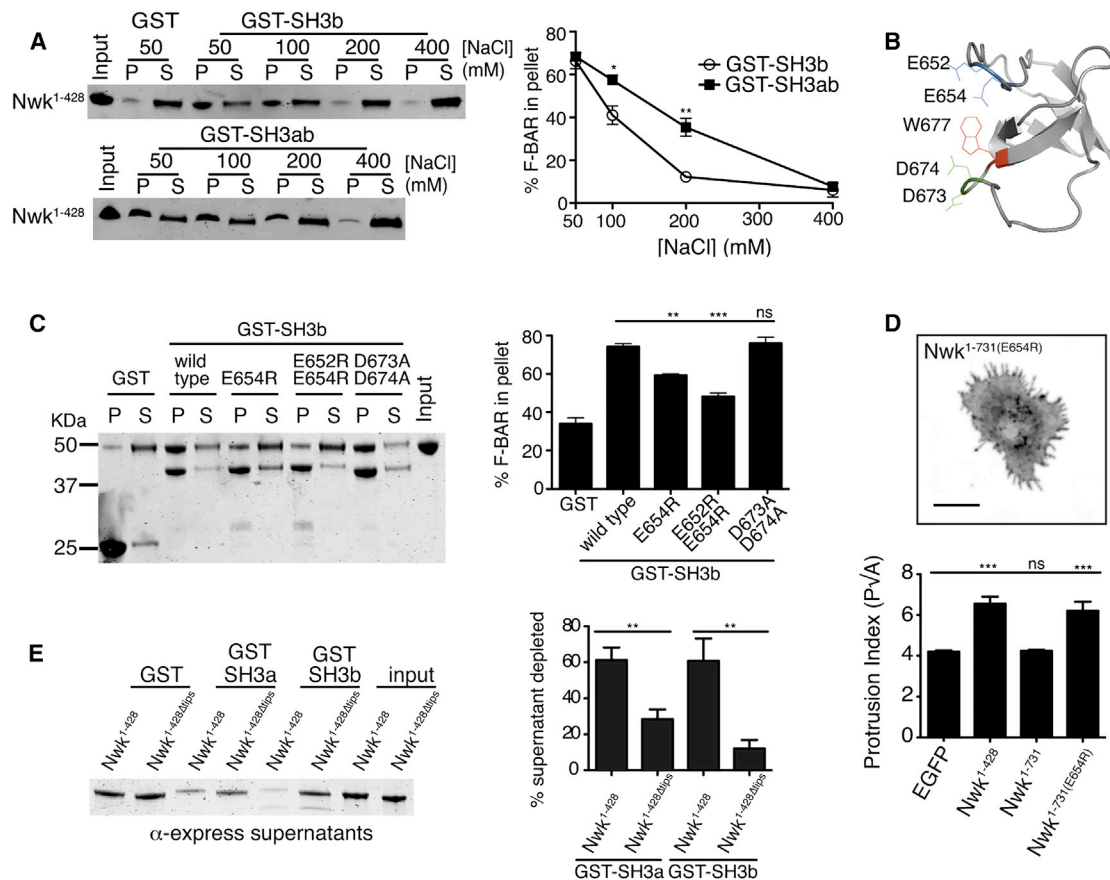 A
GST
GST-SH3b
Input
50 50 100 200 400 [NaCl]
P S P S P S P S P S (mM)
Nwk1-428
GST-SH3ab
Input
50 100 200 400 [NaCl]
P S P S P S P S (mM)
Nwk1-428
% F-BAR in pellet
80
60
40
20
0
50 100 200 300 400
[NaCl] (mM)
GST-SH3b
GST-SH3ab
*
**
B
E652
E654
W677
D674
D673
C
GST-SH3b
GST
wild type
E654R
E652R E654R
D673A D674A
Input
P S P S P S P S P S
KDa
50
37
25
% F-BAR in pellet
80
60
40
20
0
** *** ns
GST
wild type
E654R
E652R E654R
D673A D674A
GST-SH3b
D
Nwk1-731(E654R)
Protrusion Index (P√A)
8
6
4
2
0
*** ns ***
EGFP
Nwk1-428
Nwk1-731
Nwk1-731(E654R)
E
GST
GST SH3a
GST SH3b
input
Nwk1-428
Nwk1-428Δtips
Nwk1-428
Nwk1-428Δtips
Nwk1-428
Nwk1-428Δtips
Nwk1-428
Nwk1-428Δtips
α-express supernatants
% supernatant depleted
80
60
40
20
0
** **
Nwk1-428
Nwk1-428Δtips
Nwk1-428
Nwk1-428Δtips
GST-SH3a GST-SH3b